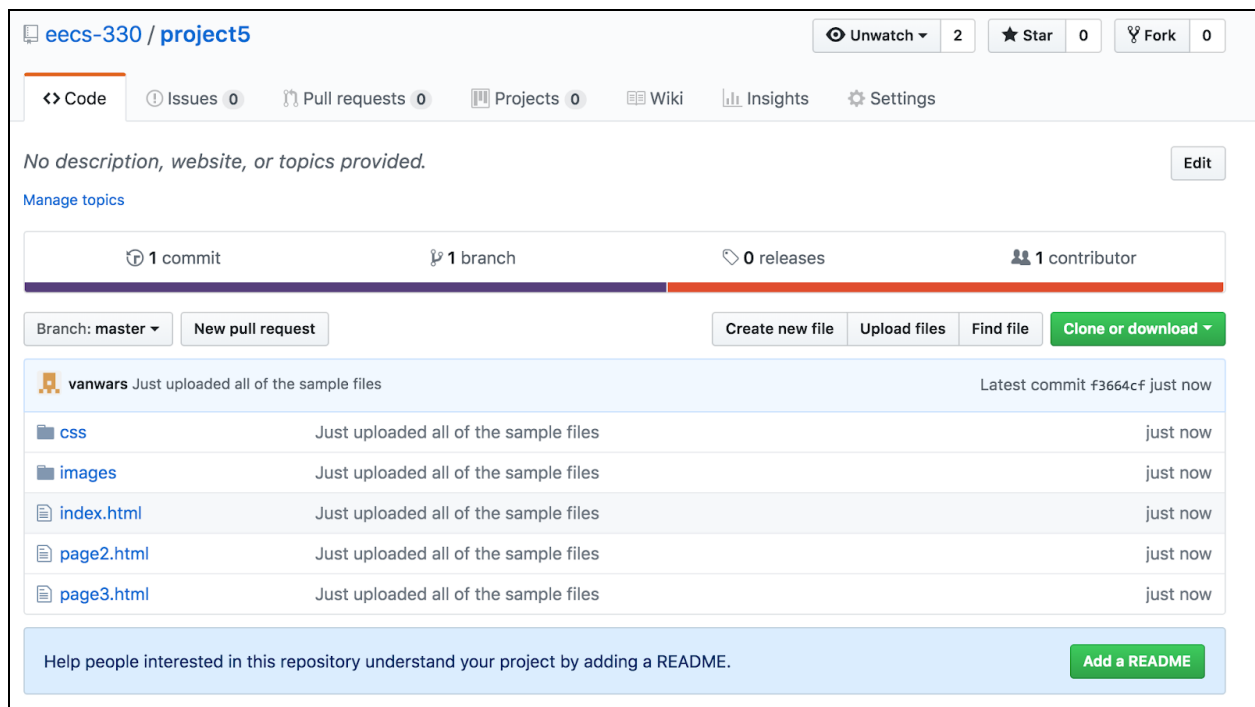 eecs-330 / project5
Unwatch 2 Star 0 Fork 0
Code Issues 0 Pull requests 0 Projects 0 Wiki Insights Settings
No description, website, or topics provided. Edit
Manage topics
1 commit 1 branch 0 releases 1 contributor
Branch: master New pull request Create new file Upload files Find file Clone or download
vanwars Just uploaded all of the sample files Latest commit f3664cf just now
css Just uploaded all of the sample files just now
images Just uploaded all of the sample files just now
index.html Just uploaded all of the sample files just now
page2.html Just uploaded all of the sample files just now
page3.html Just uploaded all of the sample files just now
Help people interested in this repository understand your project by adding a README. Add a README